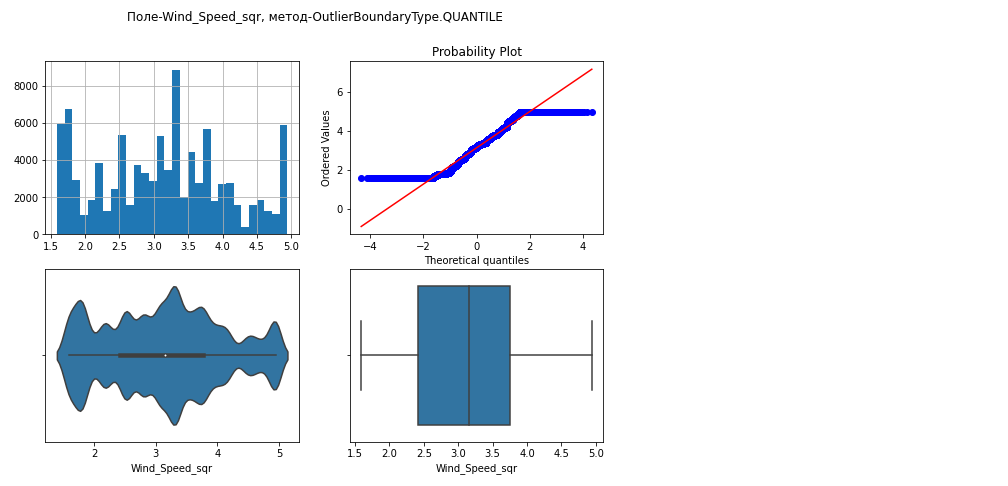 Поле-Wind_Speed_sqr, метод-OutlierBoundaryType.QUANTILE
8000
6000
4000
2000
0
1.5 2.0 2.5 3.0 3.5 4.0 4.5 5.0
Probability Plot
Ordered Values
6
4
2
0
−4 −2 0 2 4
Theoretical quantiles
2 3 4 5
Wind_Speed_sqr
1.5 2.0 2.5 3.0 3.5 4.0 4.5 5.0
Wind_Speed_sqr